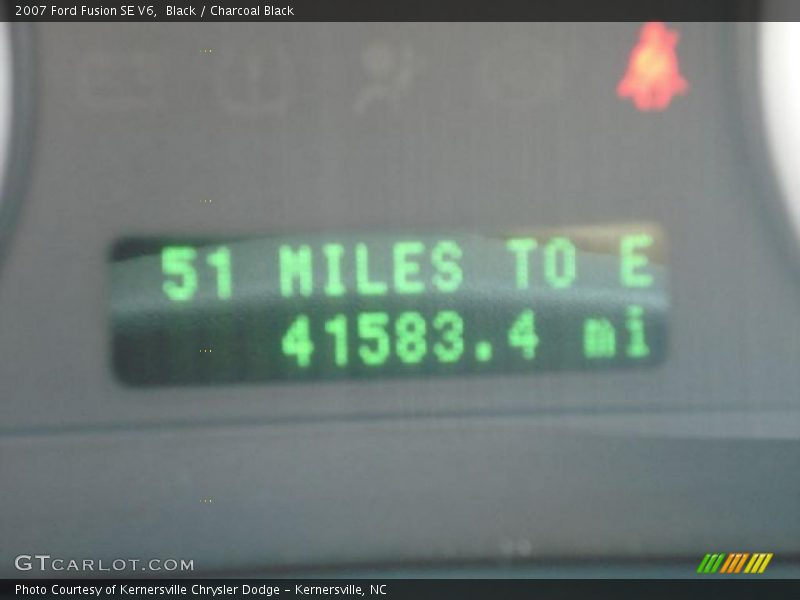 2007 Ford Fusion SE V6,  Black / Charcoal Black
51 MILES TO E
41583.4 mi
GTCARLOT.COM
Photo Courtesy of Kernersville Chrysler Dodge - Kernersville, NC